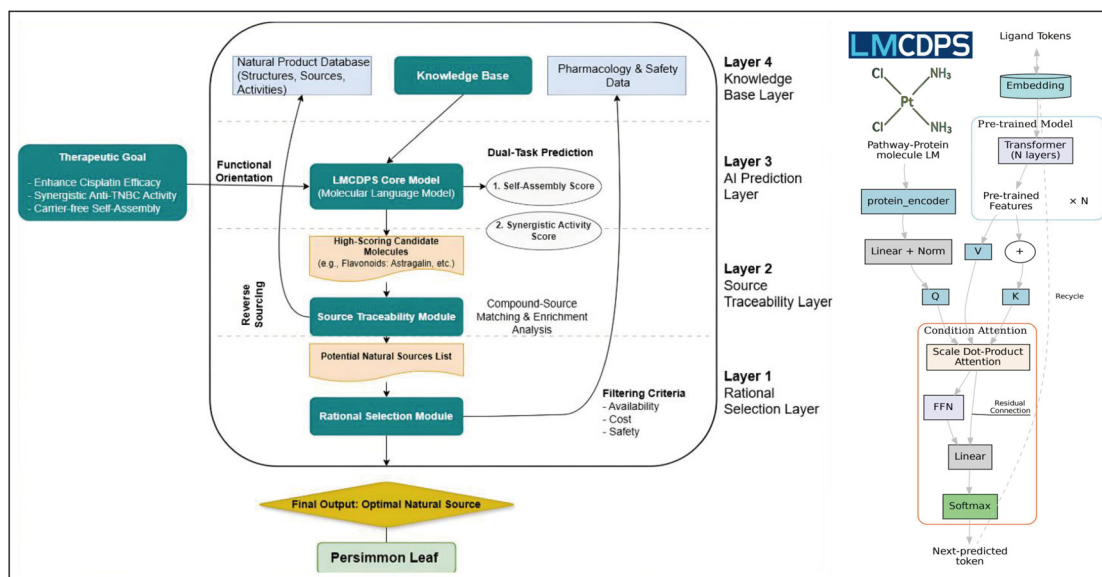 Natural Product Database
(Structures, Sources,
Activities)
Knowledge Base
Pharmacology & Safety
Data
Layer 4
Knowledge
Base Layer
Therapeutic Goal
- Enhance Cisplatin Efficacy
- Synergistic Anti-TNBC Activity
- Carrier-free Self-Assembly
Functional
Orientation
LMCDPS Core Model
(Molecular Language Model)
Dual-Task Prediction
1. Self-Assembly Score
2. Synergistic Activity
Score
Layer 3
AI Prediction
Layer
High-Scoring Candidate
Molecules
(e.g., Flavonoids: Astragalin, etc.)
Reverse
Sourcing
Source Traceability Module
Compound-Source
Matching & Enrichment
Analysis
Layer 2
Source
Traceability Layer
Potential Natural Sources List
Rational Selection Module
Filtering Criteria
- Availability
- Cost
- Safety
Layer 1
Rational
Selection Layer
Final Output: Optimal Natural Source
Persimmon Leaf
LMCDPS
Cl
NH3
Pt
Cl
NH3
Pathway-Protein
molecule LM
protein_encoder
Linear + Norm
Q
Ligand Tokens
Embedding
Pre-trained Model
Transformer
(N layers)
Pre-trained
Features
× N
V
+
K
Recycle
Condition Attention
Scale Dot-Product
Attention
FFN
Residual
Connection
Linear
Softmax
Next-predicted
token